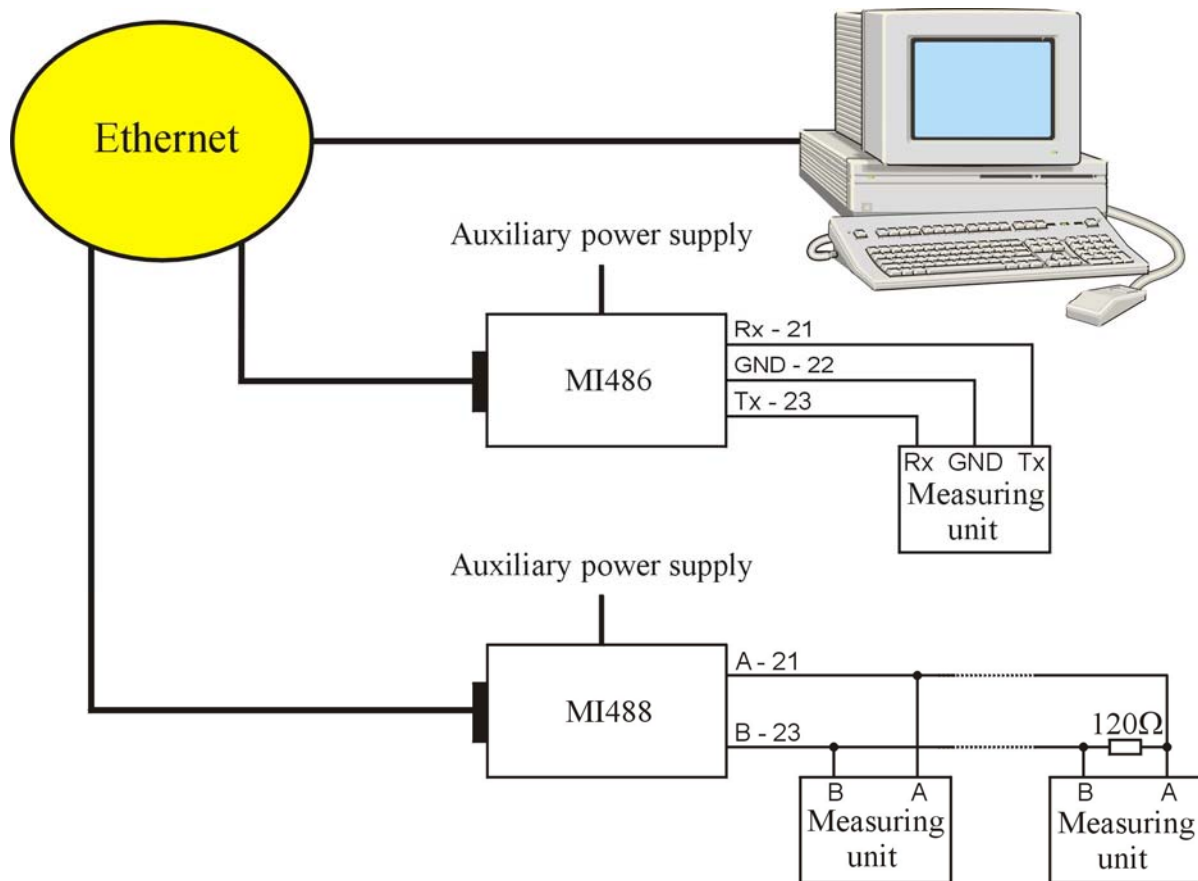 Ethernet
Auxiliary power supply
MI486
Rx - 21
GND - 22
Tx - 23
Rx GND Tx
Measuring
unit
Auxiliary power supply
MI488
A - 21
B - 23
120Ω
B A
Measuring
unit
B A
Measuring
unit